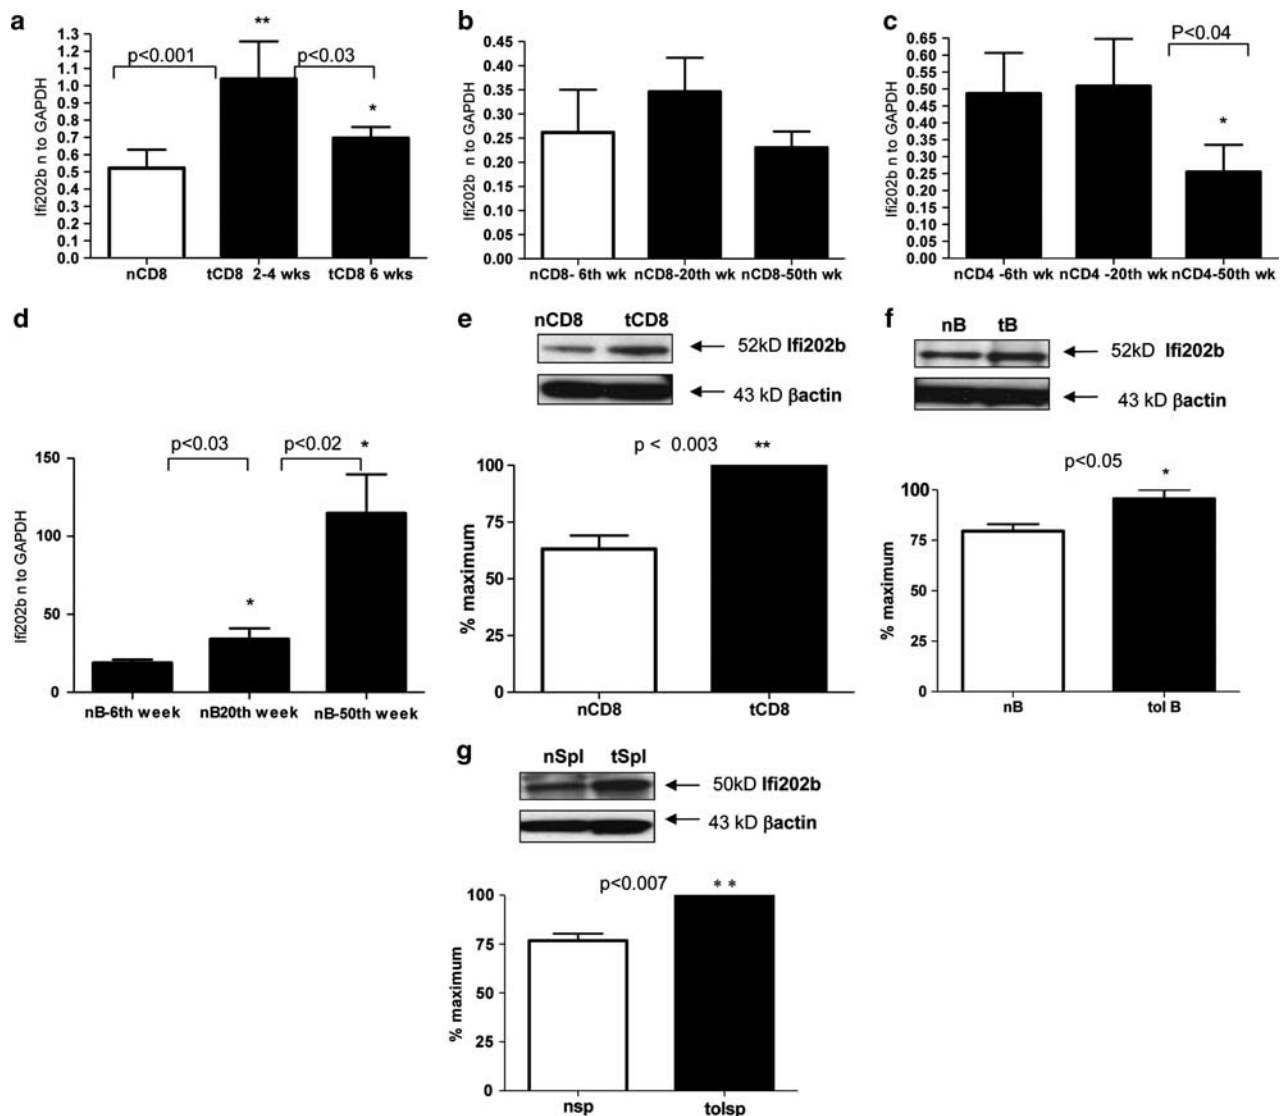 a
Ifi202b n to GAPDH
1.3
1.2
1.1
1.0
0.9
0.8
0.7
0.6
0.5
0.4
0.3
0.2
0.1
0.0
p<0.001
**
p<0.03
*
nCD8
tCD8 2-4 wks
tCD8 6 wks
b
Ifi202b n to GAPDH
0.45
0.40
0.35
0.30
0.25
0.20
0.15
0.10
0.05
0.00
nCD8- 6th wk
nCD8-20th wk
nCD8-50th wk
c
Ifi202b n to GAPDH
0.65
0.60
0.55
0.50
0.45
0.40
0.35
0.30
0.25
0.20
0.15
0.10
0.05
0.00
P<0.04
*
nCD4 -6th wk
nCD4 -20th wk
nCD4-50th wk
d
Ifi202b n to GAPDH
150
100
50
0
p<0.03
*
p<0.02
*
nB-6th week
nB20th week
nB-50th week
e
nCD8 tCD8
52kD Ifi202b
43 kD βactin
p < 0.003 **
% maximum
100
75
50
25
0
nCD8
tCD8
f
nB tB
52kD Ifi202b
43 kD βactin
p<0.05
*
% maximum
100
75
50
25
0
nB
tol B
g
nSpl tSpl
50kD Ifi202b
43 kD βactin
p<0.007 * *
% maximum
100
75
50
25
0
nsp
tolsp